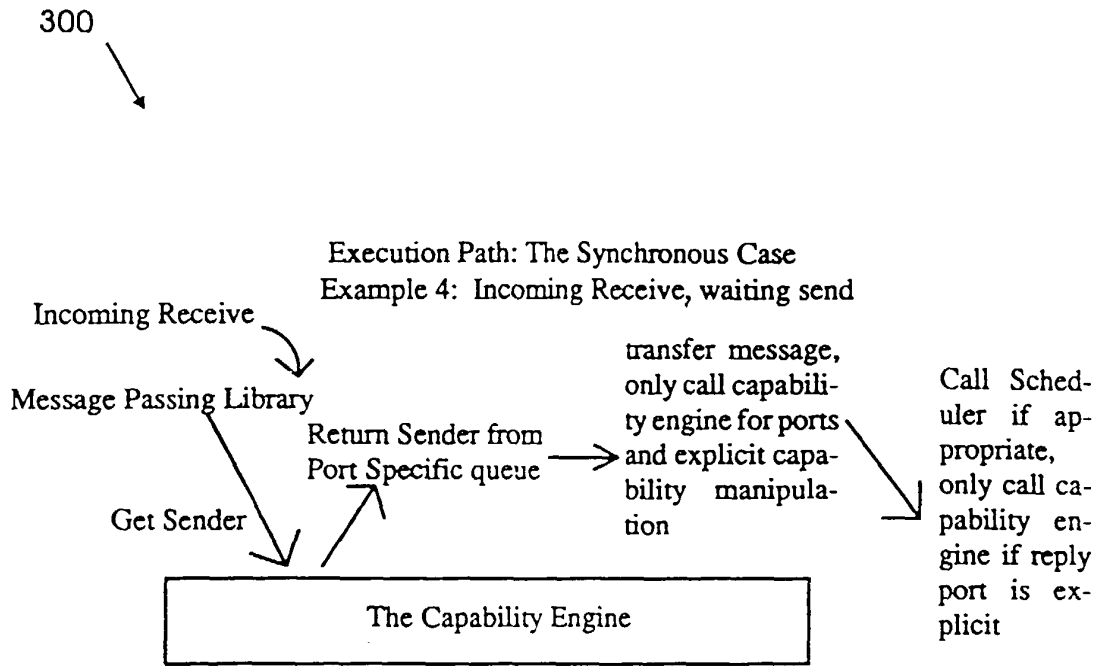 300
Execution Path: The Synchronous Case
Example 4: Incoming Receive, waiting send
Incoming Receive
Message Passing Library
Get Sender
Return Sender from
Port Specific queue
transfer message,
only call capabili-
ty engine for ports
and explicit capa-
bility manipula-
tion
Call Sched-
uler if ap-
propriate,
only call ca-
pability en-
gine if reply
port is ex-
plicit
The Capability Engine